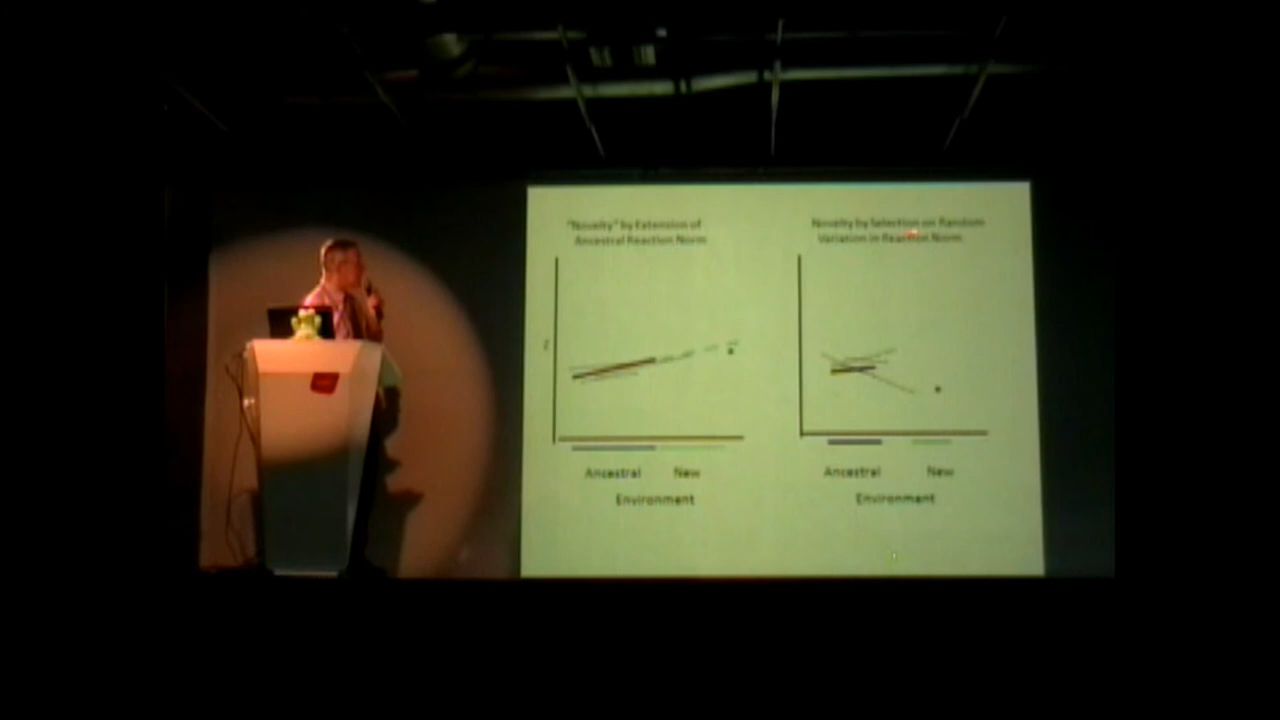 "Novelty" by Extension of
Ancestral Reaction Norm
Ancestral New
Environment
Novelty by Selection on Random
Variation in Reaction Norm
Ancestral New
Environment